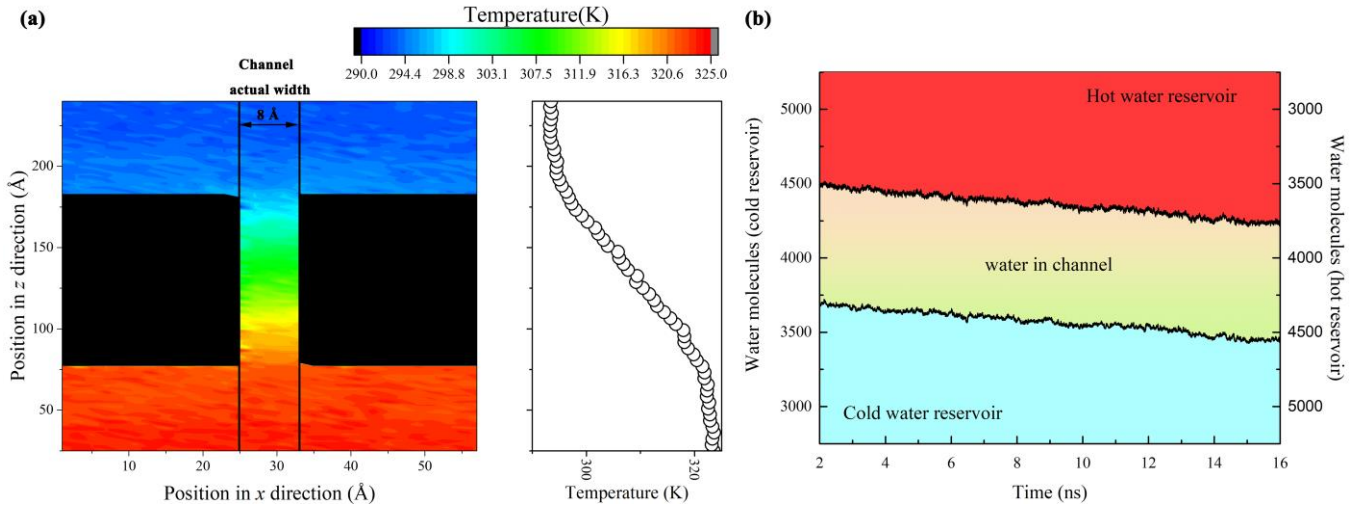 (a)
Temperature(K)
290.0 294.4 298.8 303.1 307.5 311.9 316.3 320.6 325.0
Channel
actual width
8 Å
Position in z direction (Å)
200
150
100
50
10 20 30 40 50
Position in x direction (Å)
300 320
Temperature (K)
(b)
Water molecules (cold reservoir)
5000
4500
4000
3500
3000
Hot water reservoir
water in channel
Cold water reservoir
3000
3500
4000
4500
5000
Water molecules (hot reservoir)
2 4 6 8 10 12 14 16
Time (ns)